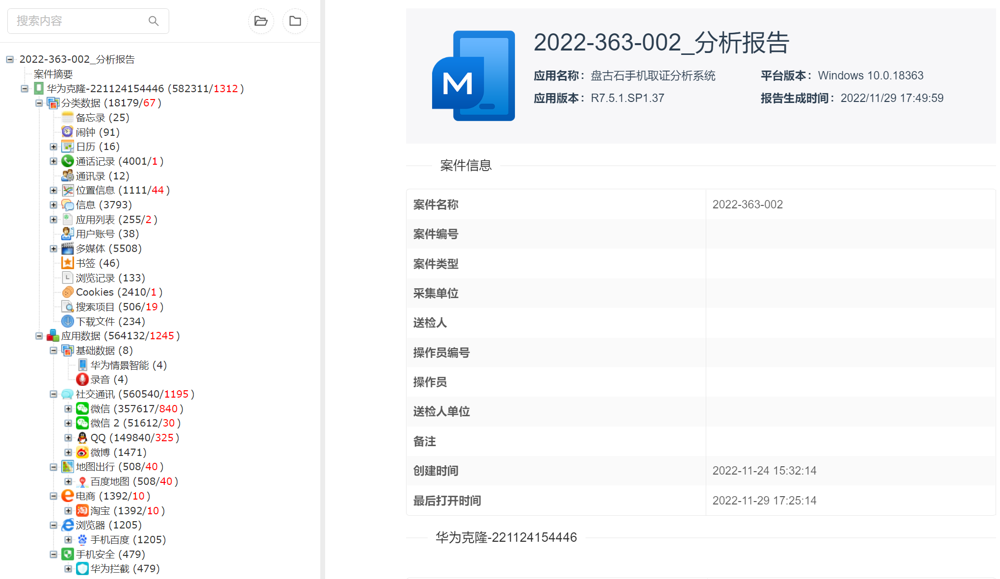 搜索内容
2022-363-002_分析报告
案件摘要
华为克隆-221124154446 (582311/1312 )
分类数据 (18179/67 )
备忘录 (25)
闹钟 (91)
日历 (16)
通话记录 (4001/1 )
通讯录 (12)
位置信息 (1111/44 )
信息 (3793)
应用列表 (255/2 )
用户账号 (38)
多媒体 (5508)
书签 (46)
浏览记录 (133)
Cookies (2410/1 )
搜索项目 (506/19 )
下载文件 (234)
应用数据 (564132/1245 )
基础数据 (8)
华为情景智能 (4)
录音 (4)
社交通讯 (560540/1195 )
微信 (357617/840 )
微信 2 (51612/30 )
QQ (149840/325 )
微博 (1471)
地图出行 (508/40 )
百度地图 (508/40 )
电商 (1392/10 )
淘宝 (1392/10 )
浏览器 (1205)
手机百度 (1205)
手机安全 (479)
华为拦截 (479)
M
2022-363-002_分析报告
应用名称： 盘古石手机取证分析系统 平台版本： Windows 10.0.18363
应用版本： R7.5.1.SP1.37 报告生成时间： 2022/11/29 17:49:59
案件信息
案件名称 2022-363-002
案件编号
案件类型
采集单位
送检人
操作员编号
操作员
送检人单位
备注
创建时间 2022-11-24 15:32:14
最后打开时间 2022-11-29 17:25:14
华为克隆-221124154446